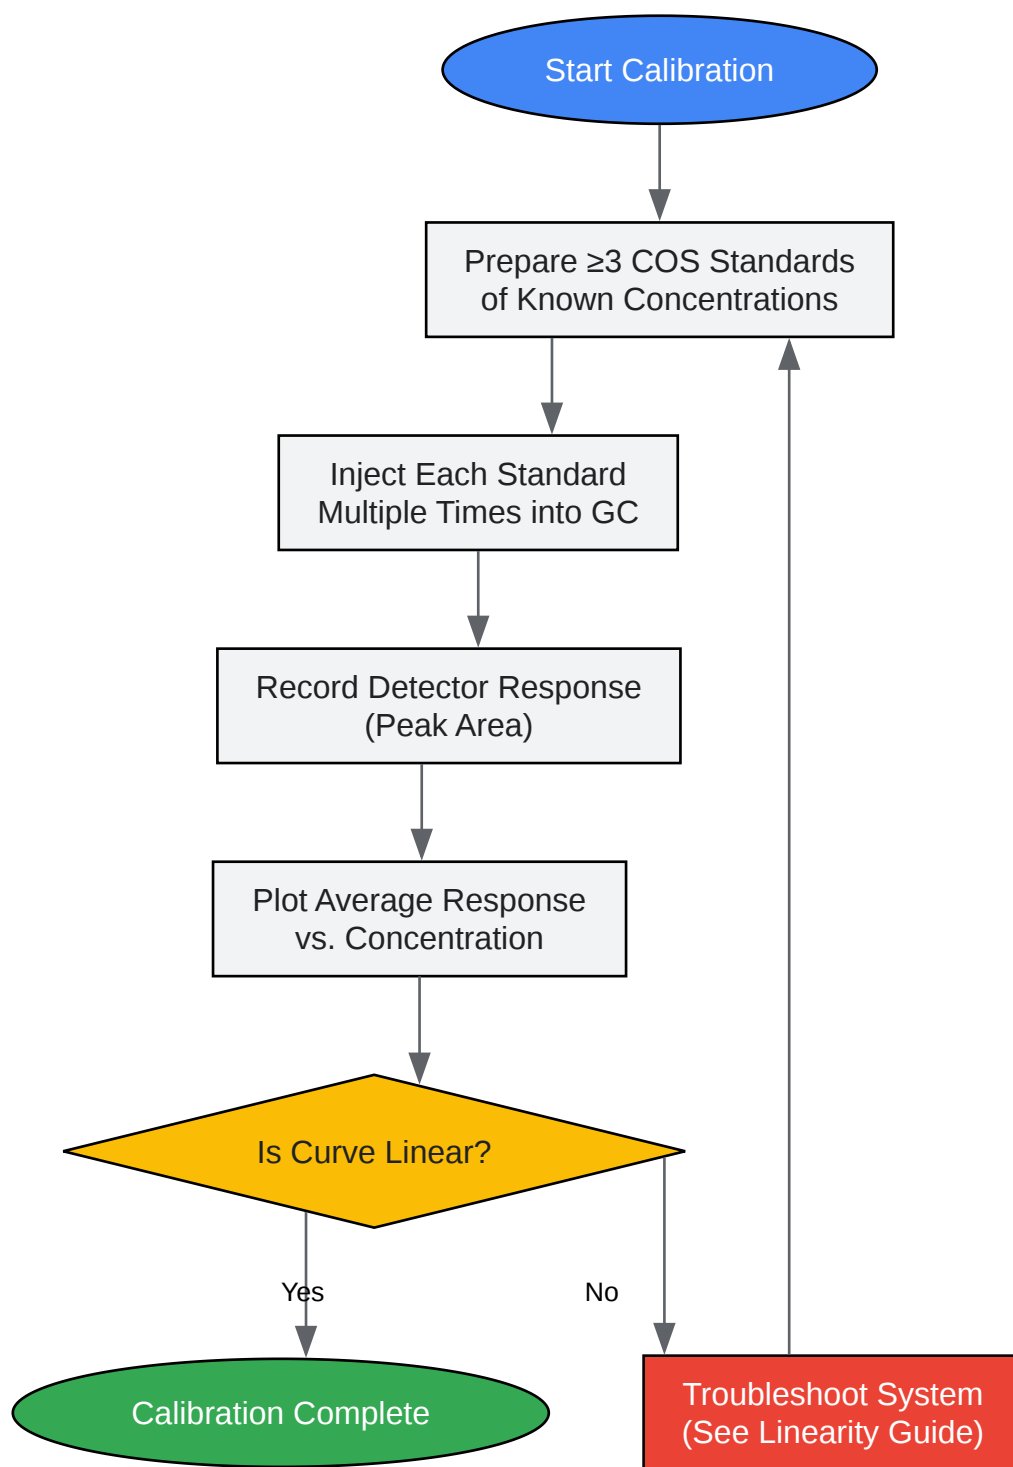 Start Calibration
Prepare ≥3 COS Standards
of Known Concentrations
Inject Each Standard
Multiple Times into GC
Record Detector Response
(Peak Area)
Plot Average Response
vs. Concentration
Is Curve Linear?
Yes
No
Calibration Complete
Troubleshoot System
(See Linearity Guide)